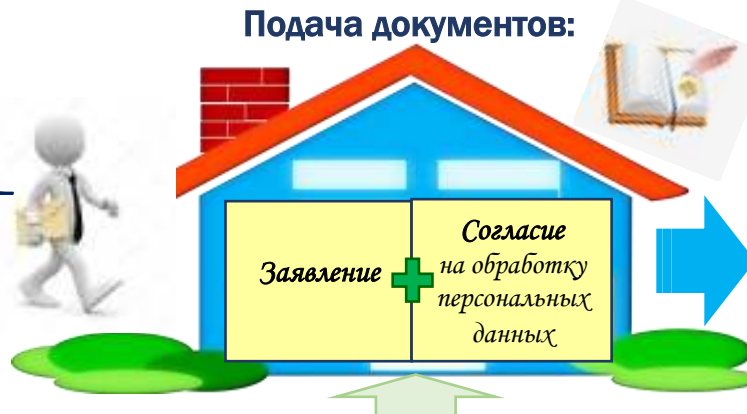 Подача документов:
Заявление
Согласие
на обработку
персональных
данных